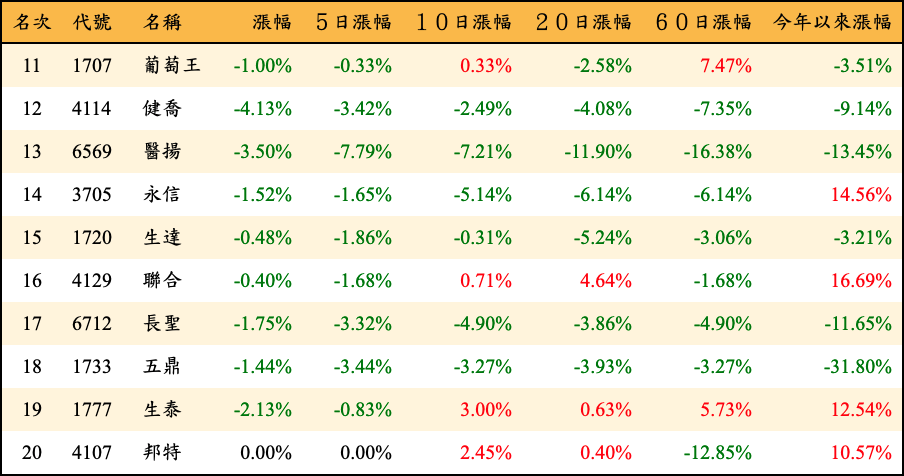 名次 代號 名稱 漲幅 5日漲幅 10日漲幅 20日漲幅 60日漲幅 今年以來漲幅
11 1707 葡萄王 -1.00% -0.33% 0.33% -2.58% 7.47% -3.51%
12 4114 健喬 -4.13% -3.42% -2.49% -4.08% -7.35% -9.14%
13 6569 醫揚 -3.50% -7.79% -7.21% -11.90% -16.38% -13.45%
14 3705 永信 -1.52% -1.65% -5.14% -6.14% -6.14% 14.56%
15 1720 生達 -0.48% -1.86% -0.31% -5.24% -3.06% -3.21%
16 4129 聯合 -0.40% -1.68% 0.71% 4.64% -1.68% 16.69%
17 6712 長聖 -1.75% -3.32% -4.90% -3.86% -4.90% -11.65%
18 1733 五鼎 -1.44% -3.44% -3.27% -3.93% -3.27% -31.80%
19 1777 生泰 -2.13% -0.83% 3.00% 0.63% 5.73% 12.54%
20 4107 邦特 0.00% 0.00% 2.45% 0.40% -12.85% 10.57%